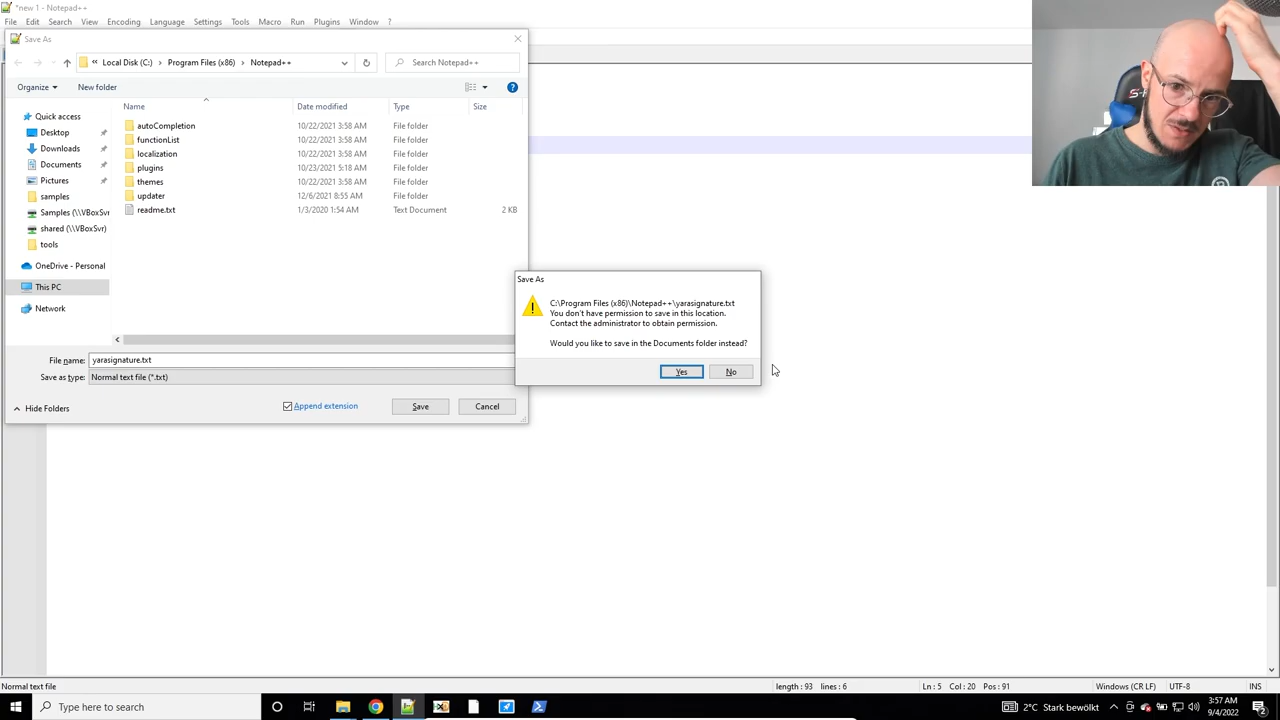 *new 1 - Notepad++
File Edit Search View Encoding Language Settings Tools Macro Run Plugins Window ?
Save As
« Local Disk (C:) Program Files (x86) Notepad++
Search Notepad++
Organize
New folder
Name Date modified Type Size
Quick access
Desktop
Downloads
Documents
Pictures
samples
Samples (\\VBoxSvr
shared (\\VBoxSvr)
tools
OneDrive - Personal
This PC
Network
autoCompletion 10/22/2021 3:58 AM File folder
functionList 10/22/2021 3:58 AM File folder
localization 10/22/2021 3:58 AM File folder
plugins 10/23/2021 5:18 AM File folder
themes 10/22/2021 3:58 AM File folder
updater 12/6/2021 8:55 AM File folder
readme.txt 1/3/2020 1:54 AM Text Document 2 KB
File name: yarasignature.txt
Save as type: Normal text file (*.txt)
Hide Folders
Append extension
Save
Cancel
Save As
C:\Program Files (x86)\Notepad++\yarasignature.txt
You don't have permission to save in this location.
Contact the administrator to obtain permission.
Would you like to save in the Documents folder instead?
Yes
No
Normal text file
length : 93 lines : 6
Ln : 5 Col : 20 Pos : 91
Windows (CR LF)
UTF-8
INS
Type here to search
2°C Stark bewölkt
3:57 AM
9/4/2022
2